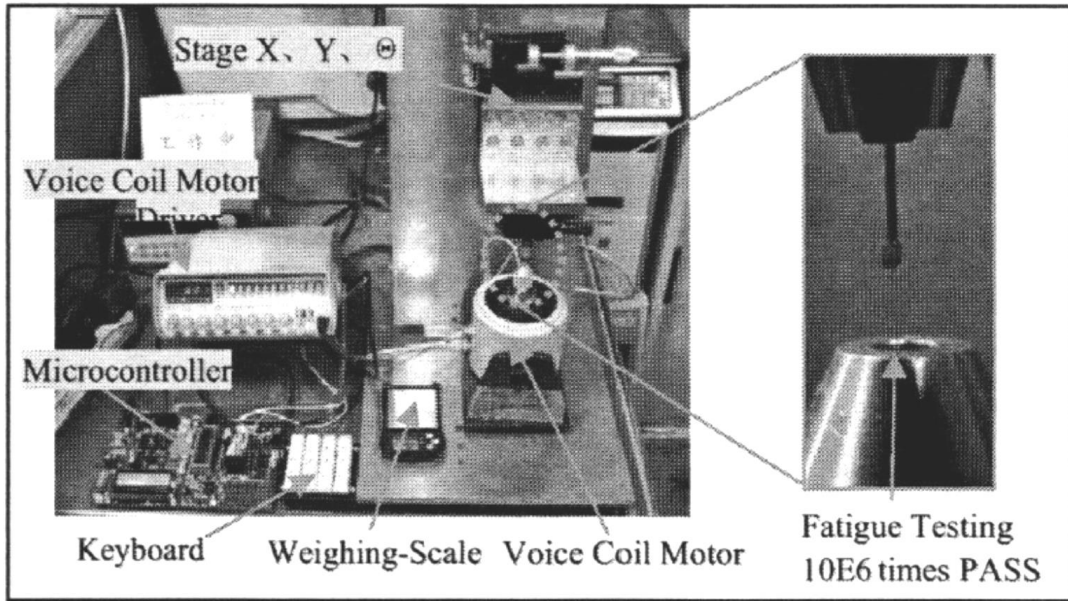 Stage X、Y、Θ
Voice Coil Motor
Driver
Microcontroller
Keyboard
Weighing-Scale
Voice Coil Motor
Fatigue Testing
10E6 times PASS